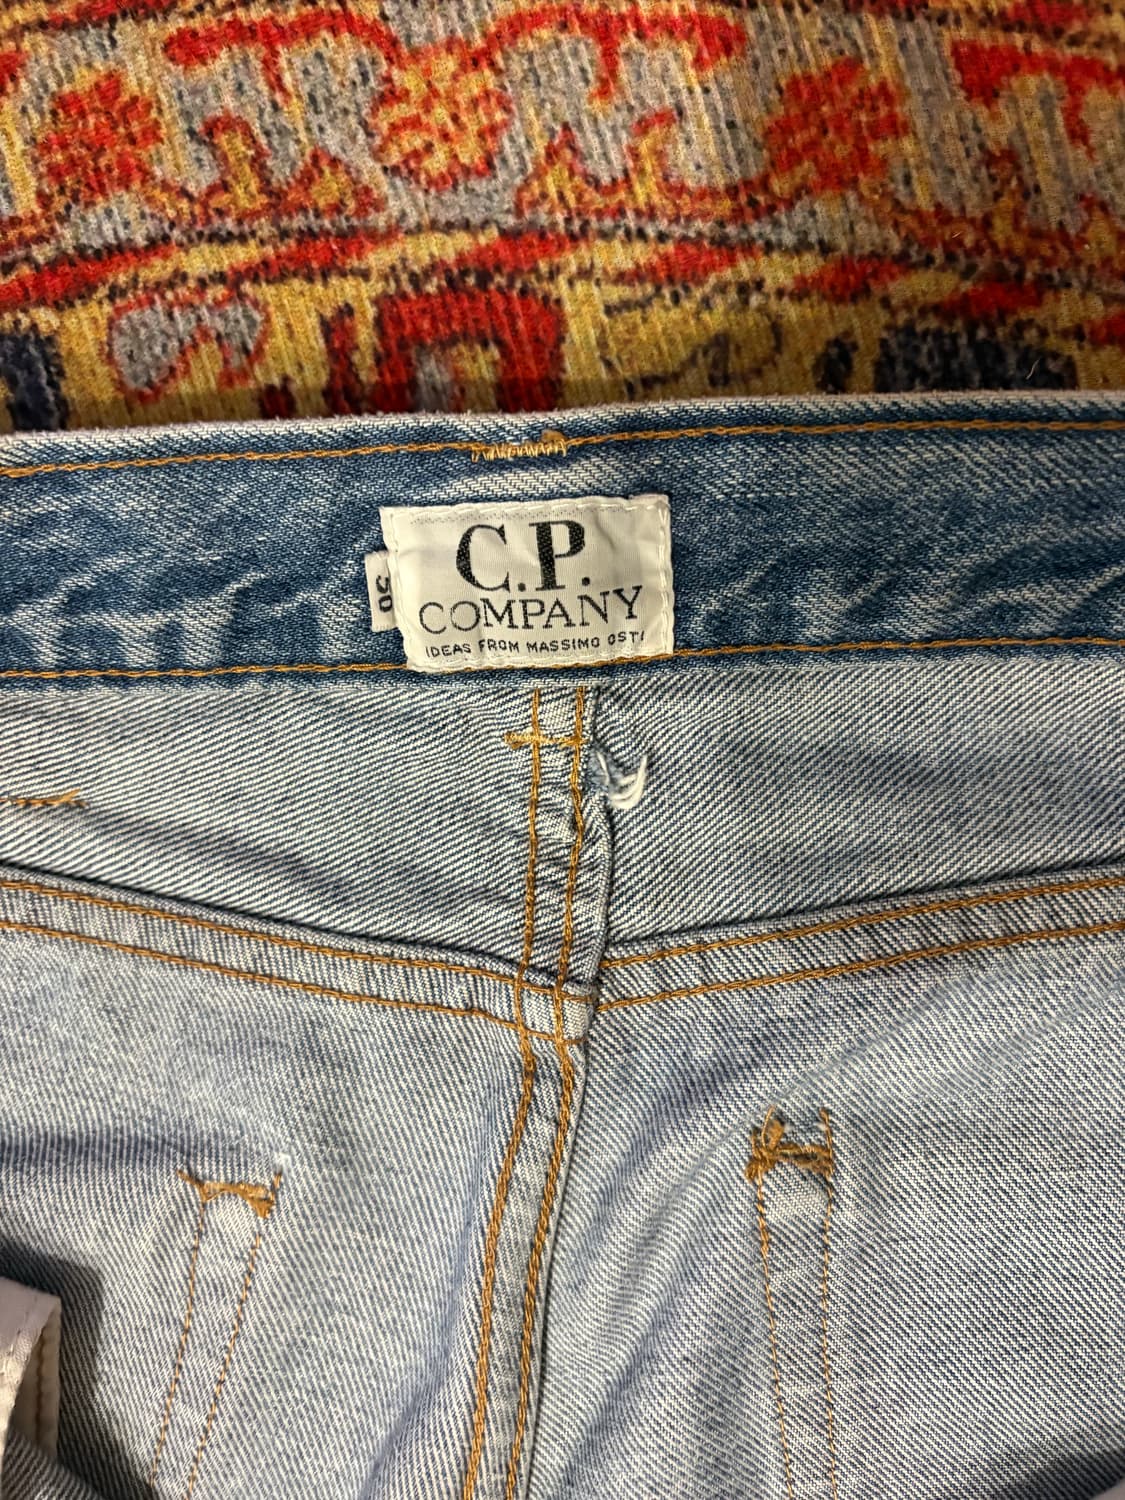 C.P.
COMPANY
IDEAS FROM MASSIMO OSTI
30